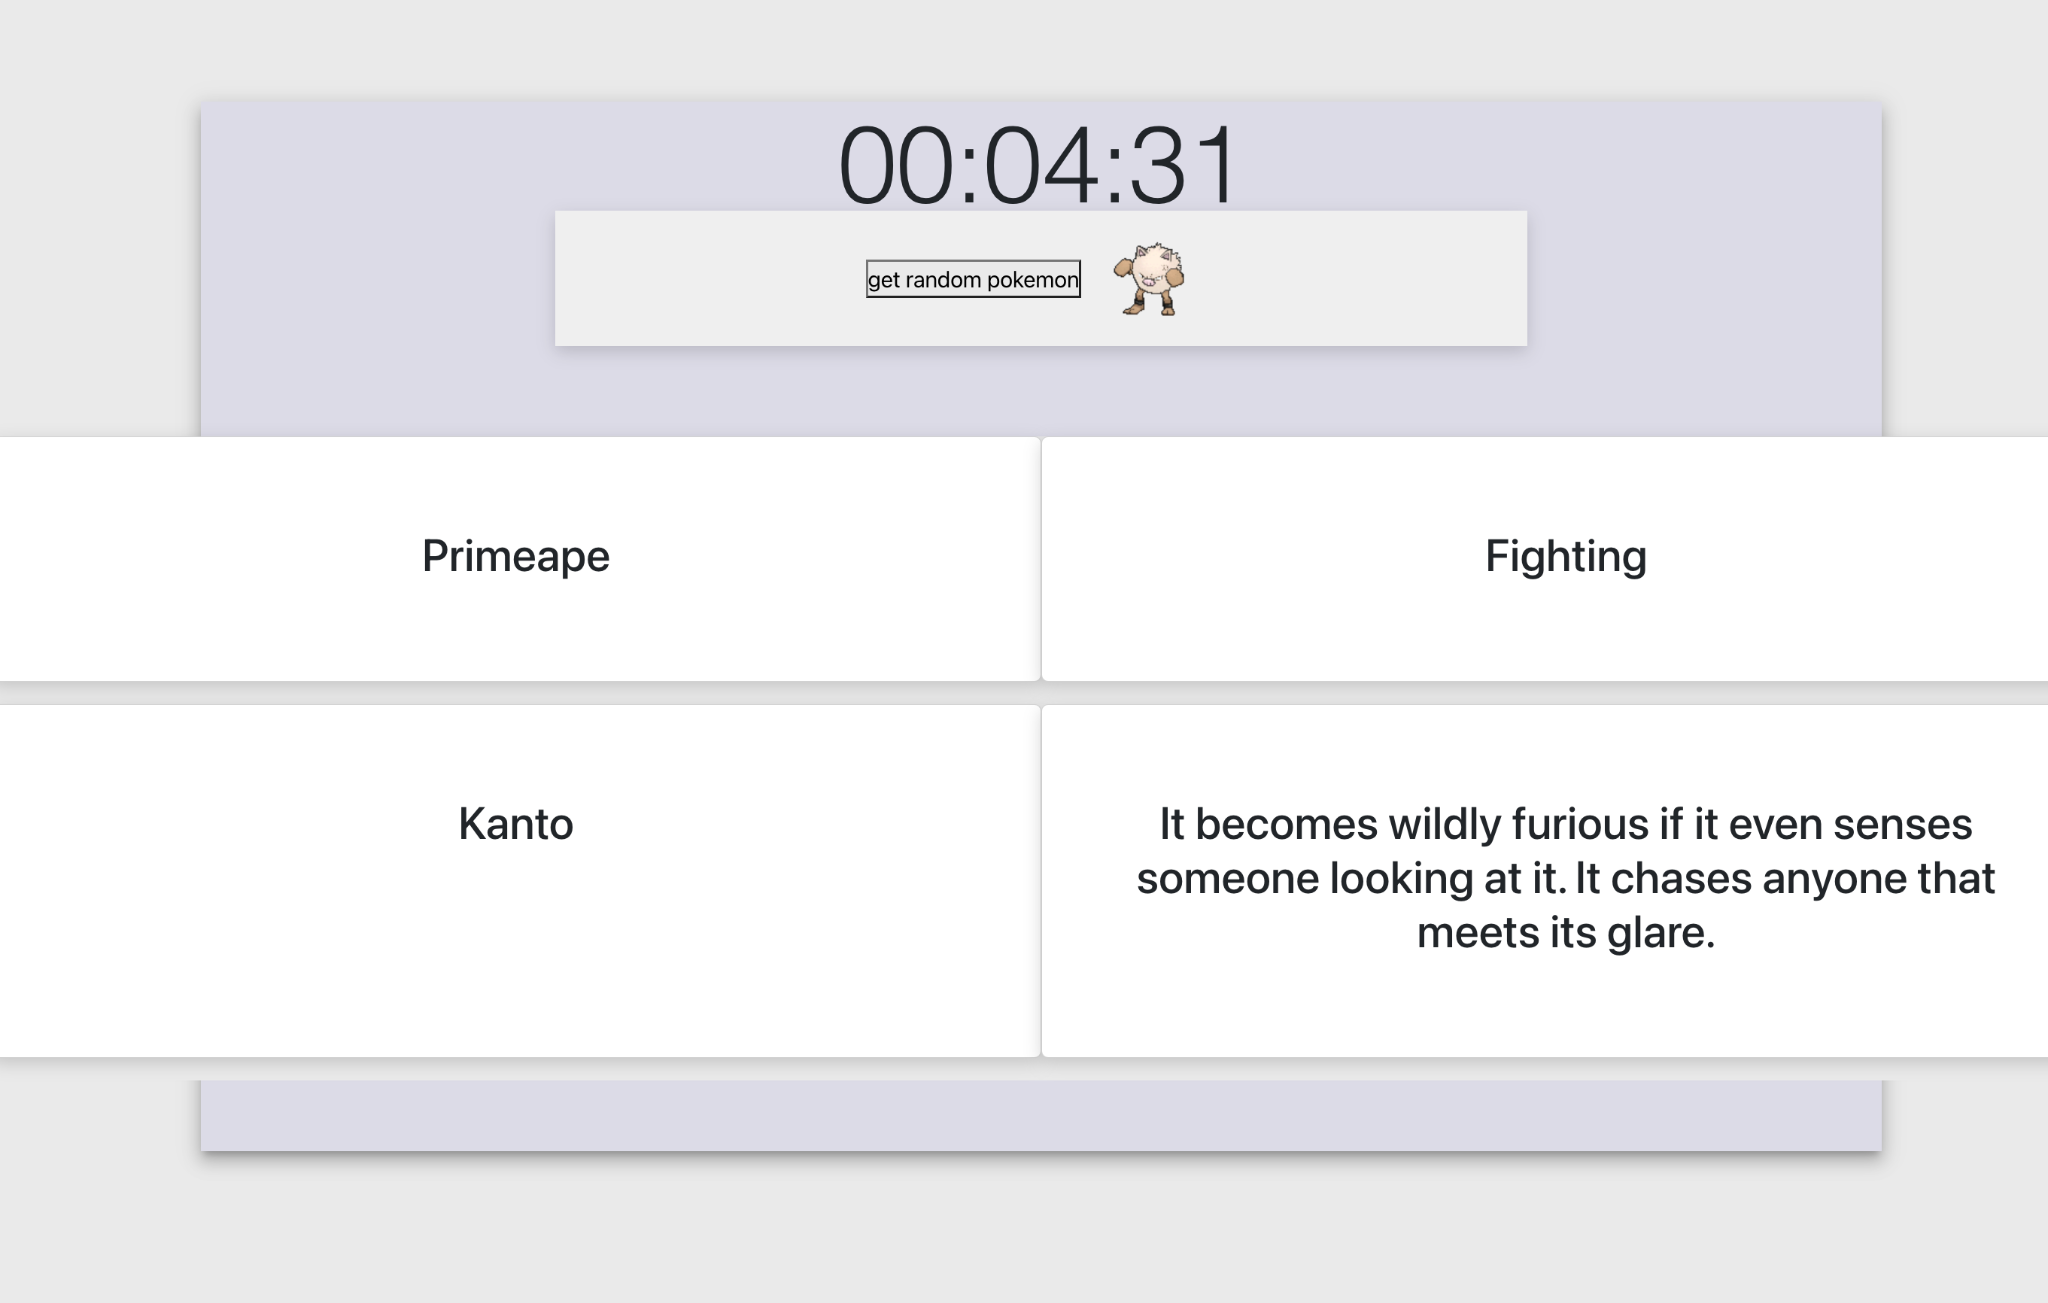 00:04:31
get random pokemon
Primeape
Fighting
Kanto
It becomes wildly furious if it even senses
someone looking at it. It chases anyone that
meets its glare.